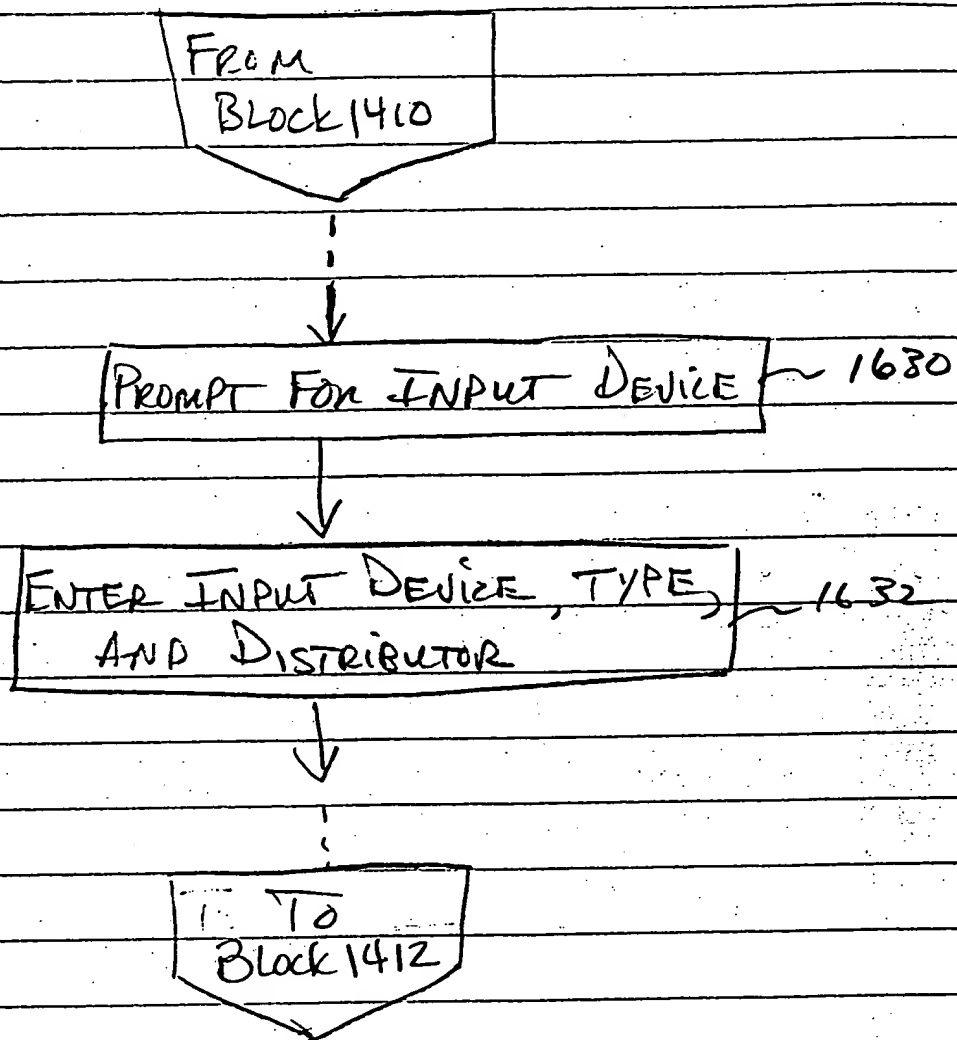 FROM
BLock 1410
PROMPT FOR INPUT DEVICE 1630
ENTER INPUT DEVICE, TYPE, 1632
AND DISTRIBUTOR
TO
BLock 1412